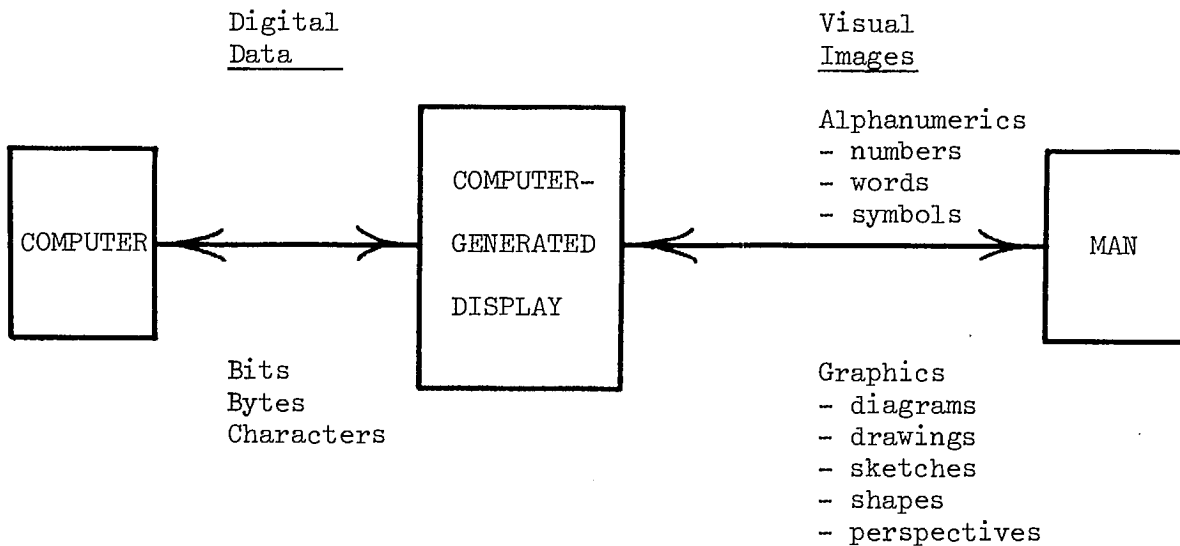 Digital
Data
Visual
Images
Alphanumerics
- numbers
- words
- symbols
COMPUTER
COMPUTER-
GENERATED
DISPLAY
MAN
Bits
Bytes
Characters
Graphics
- diagrams
- drawings
- sketches
- shapes
- perspectives